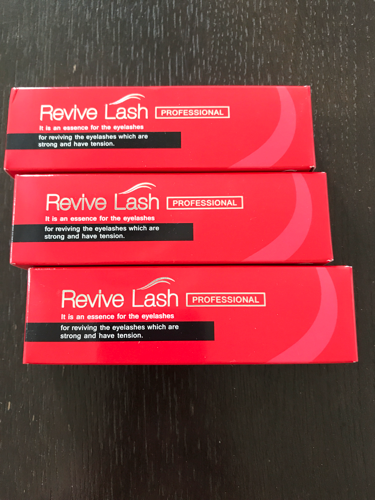 Revive Lash PROFESSIONAL
It is an essence for the eyelashes
for reviving the eyelashes which are
strong and have tension.
Revive Lash PROFESSIONAL
It is an essence for the eyelashes
for reviving the eyelashes which are
strong and have tension.
Revive Lash PROFESSIONAL
It is an essence for the eyelashes
for reviving the eyelashes which are
strong and have tension.